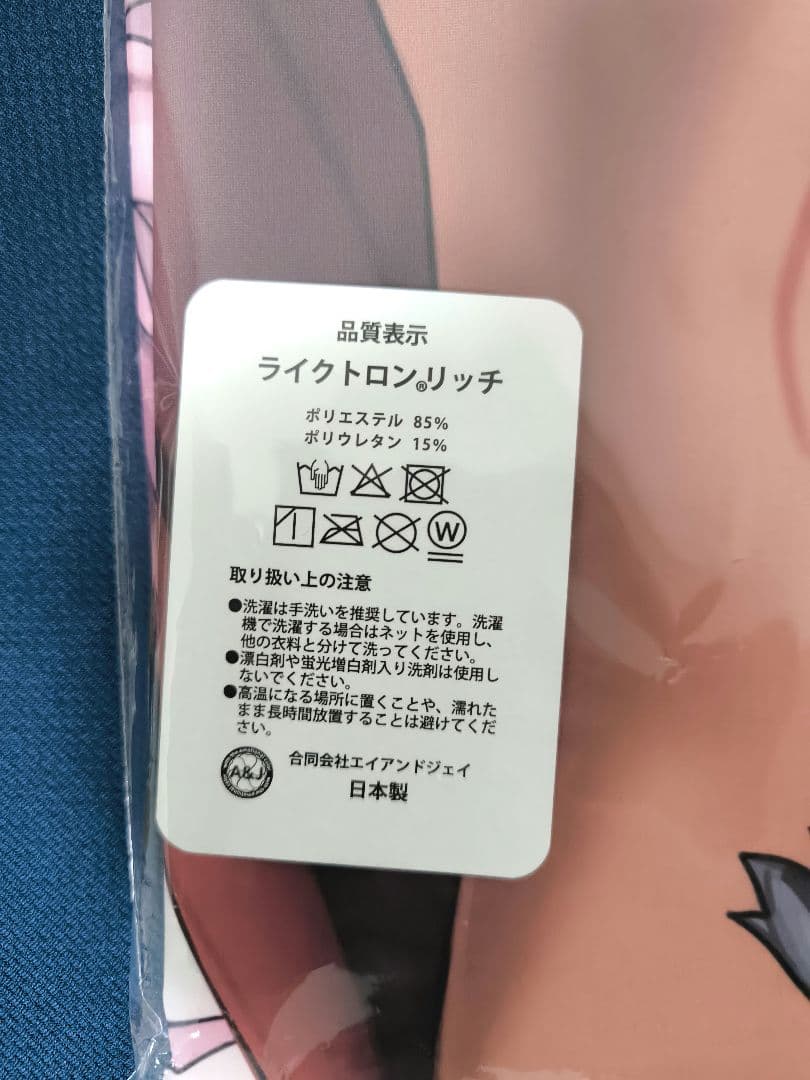 品質表示
ライクトロン®リッチ
ポリエステル 85%
ポリウレタン 15%
W
取り扱い上の注意
●洗濯は手洗いを推奨しています。洗濯
機で洗濯する場合はネットを使用し、
他の衣料と分けて洗ってください。
●漂白剤や蛍光増白剤入り洗剤は使用し
ないでください。
●高温になる場所に置くことや、濡れた
まま長時間放置することは避けてくだ
さい。
A&J
合同会社エイアンドジェイ
日本製